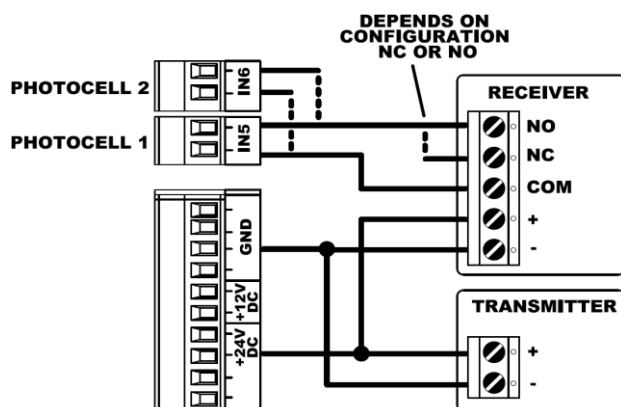 DEPENDS ON
CONFIGURATION
NC OR NO
PHOTOCELL 2
IN6
PHOTOCELL 1
IN5
GND
+12V
DC
+24V
DC
RECEIVER
NO
NC
COM
+
-
TRANSMITTER
+
-